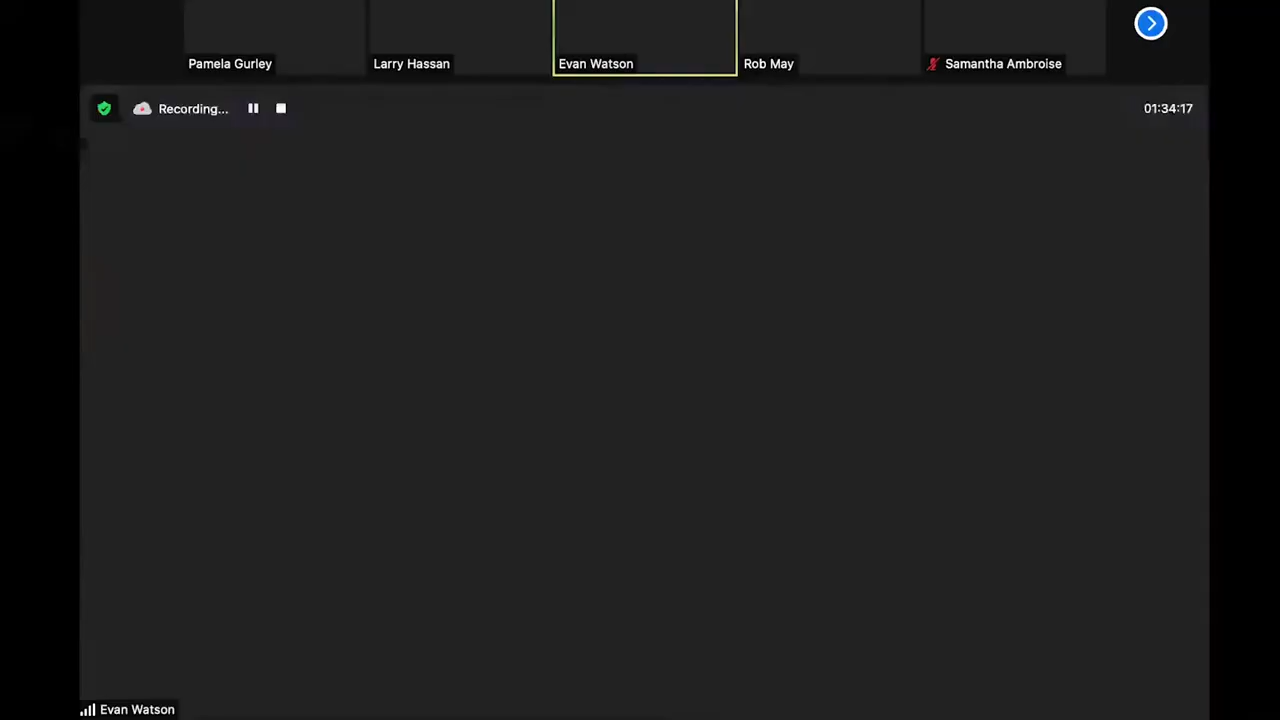 Pamela Gurley
Larry Hassan
Evan Watson
Rob May
Samantha Ambroise
Recording...
01:34:17
Evan Watson